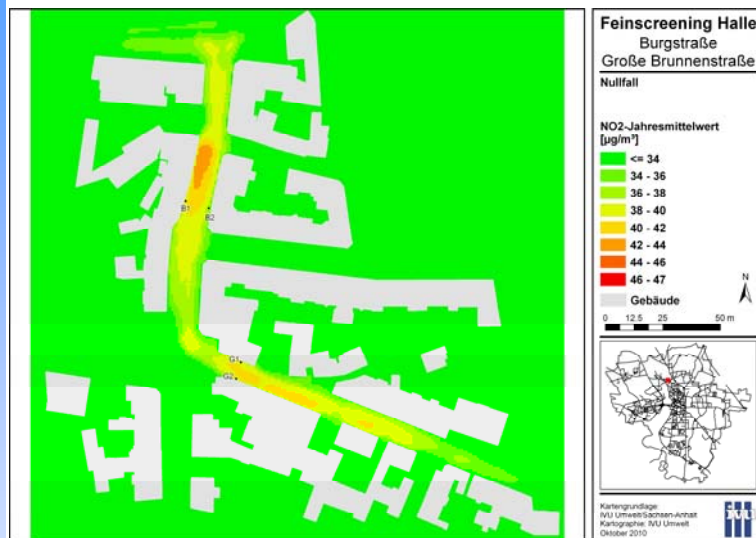 Feinscreening Halle
Burgstraße
Große Brunnenstraße
Nullfall
NO2-Jahresmittelwert
[µg/m³]
<= 34
34 - 36
36 - 38
38 - 40
40 - 42
42 - 44
44 - 46
46 - 47
Gebäude
N
0 12.5 25 50 m
B1
B2
G1
G2
Kartengrundlage:
IVU Umwelt/Sachsen-Anhalt
Kartographie: IVU Umwelt
Oktober 2010
IVU